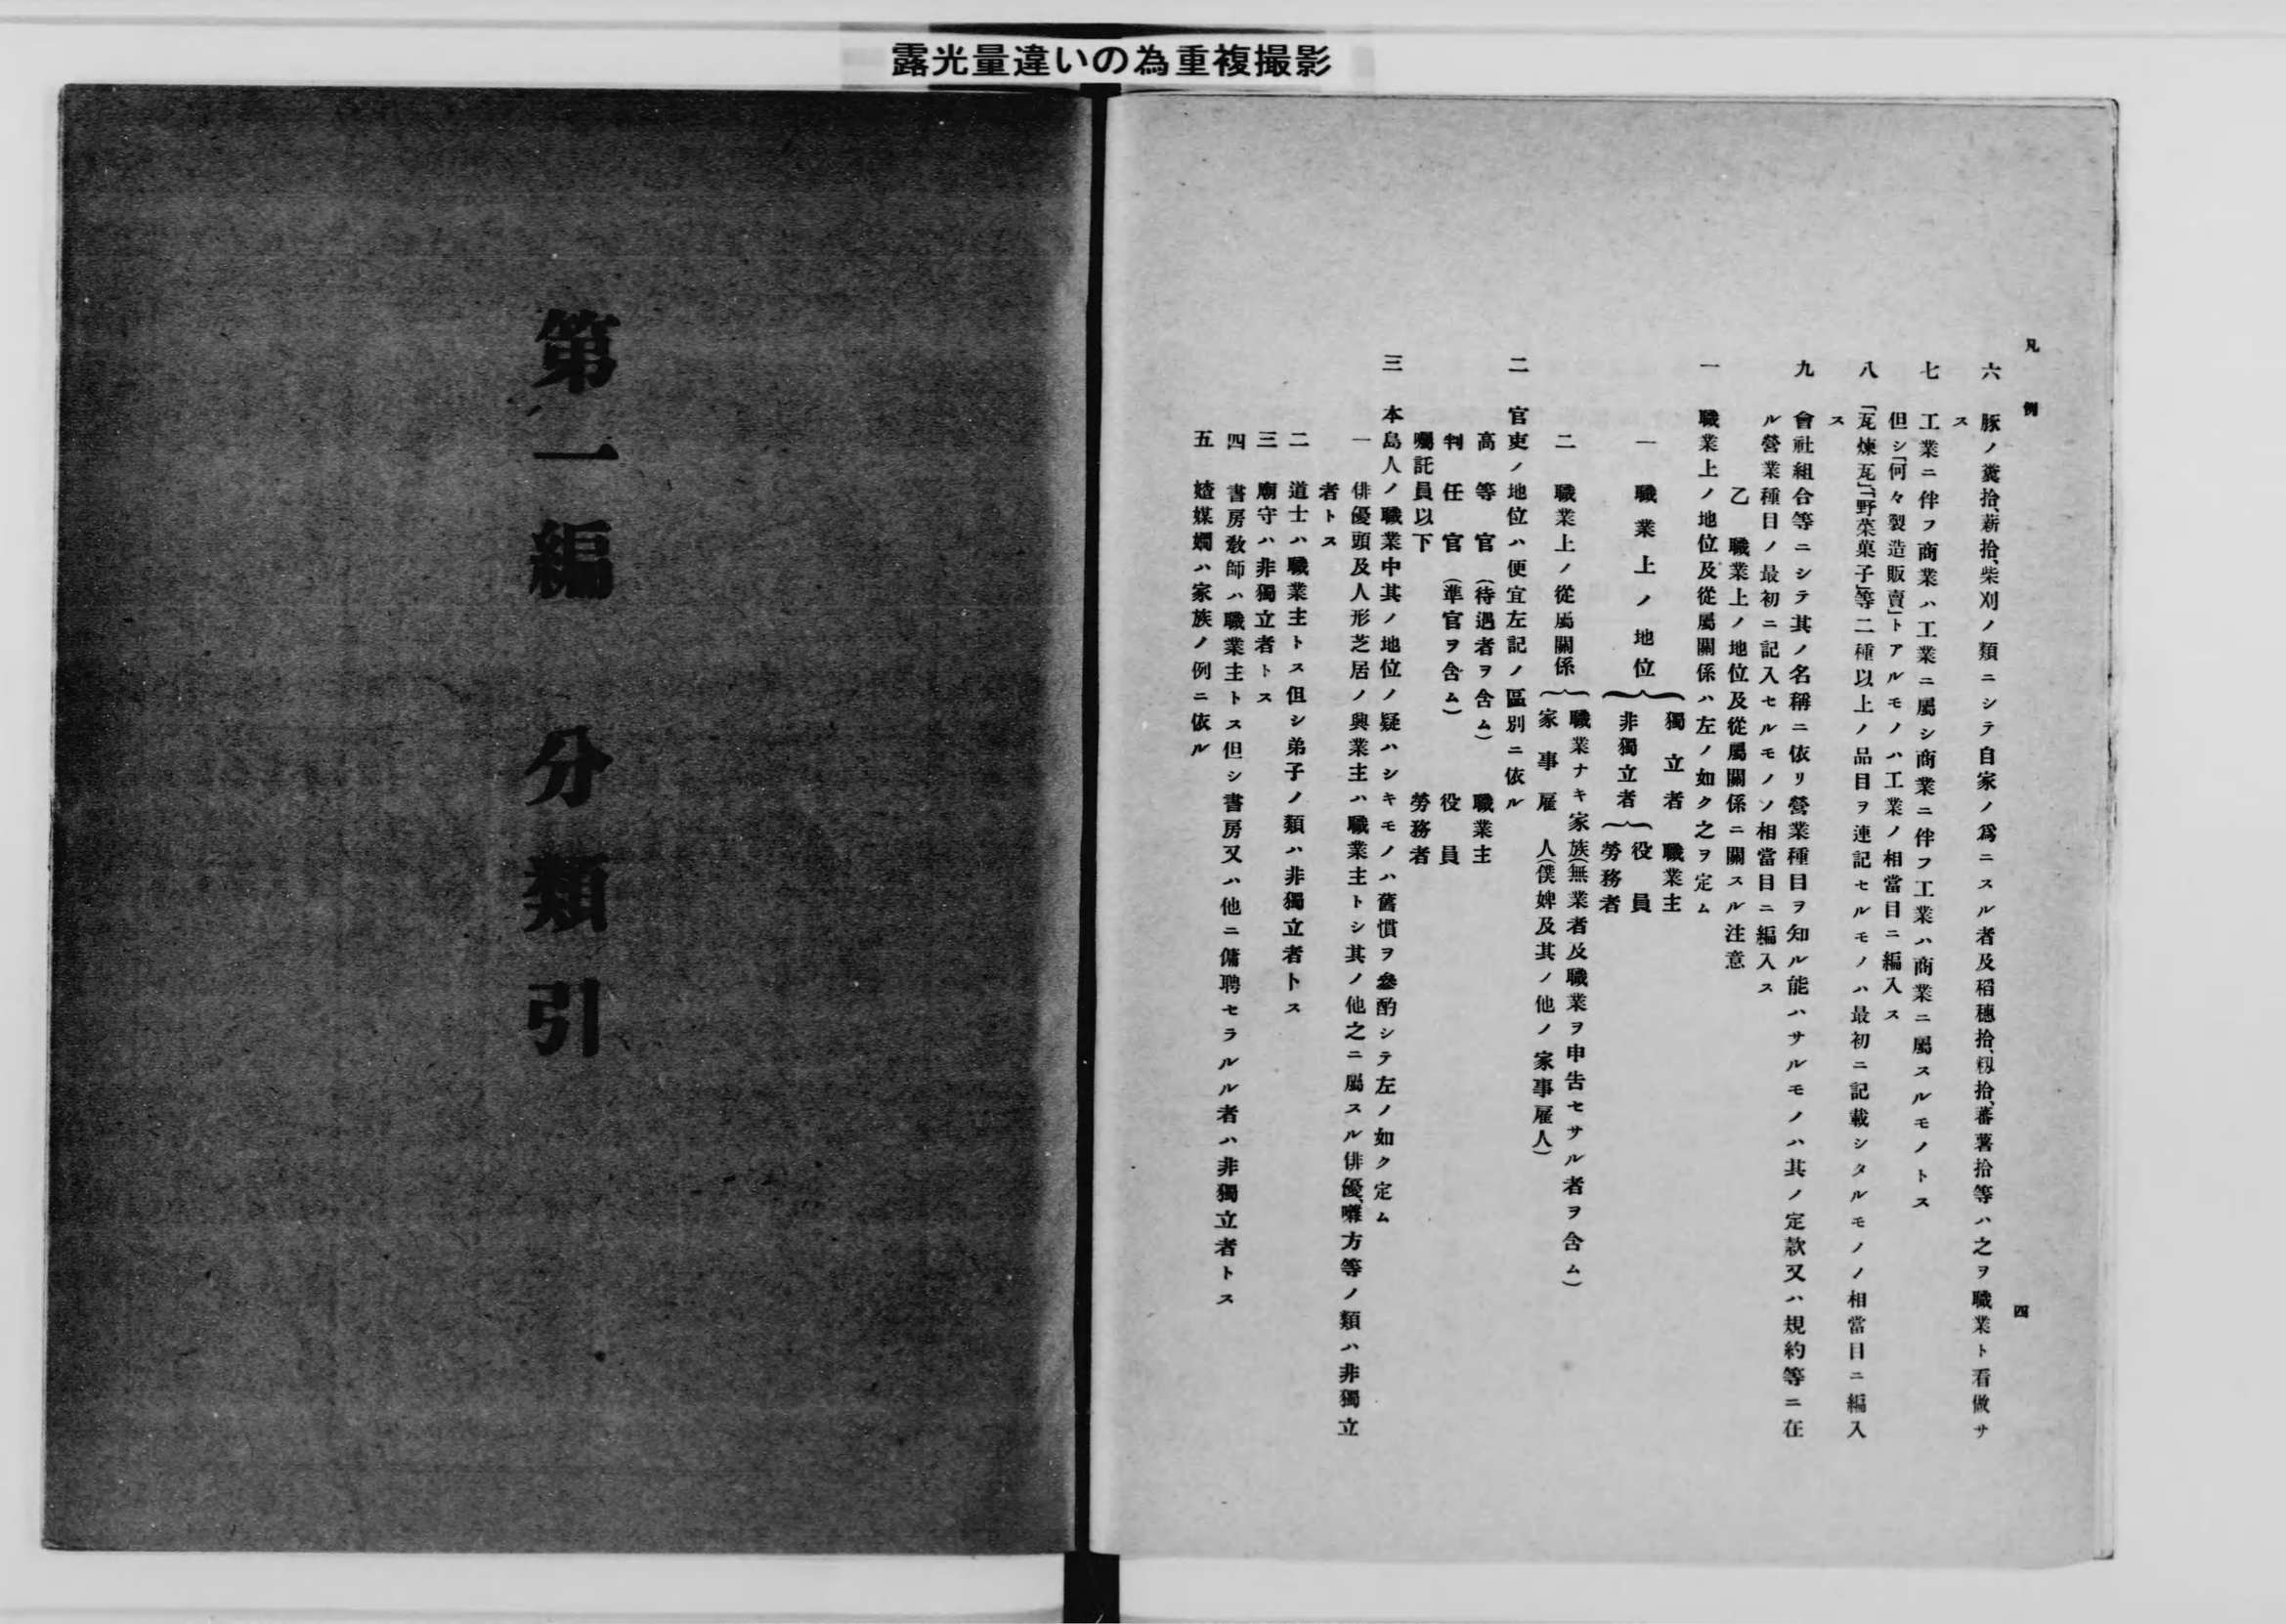 露光量違いの為重複撮影
凡例
四
六 豚ノ糞拾、薪拾、柴刈ノ類ニシテ自家ノ爲ニスル者及稻穗拾、籾拾、蕃薯拾等ハ之ヲ職業ト看做サ
ス
七 工業ニ伴フ商業ハ工業ニ屬シ商業ニ伴フ工業ハ商業ニ屬スルモノトス
但シ「何々製造販賣」トアルモノハ工業ノ相當目ニ編入ス
八 「瓦煉瓦」「野菜菓子」等二種以上ノ品目ヲ連記セルモノハ最初ニ記載シタルモノノ相當目ニ編入
ス
九 會社組合等ニシテ其ノ名稱ニ依リ營業種目ヲ知ル能ハサルモノハ其ノ定款又ハ規約等ニ在
ル營業種目ノ最初ニ記入セルモノノ相當目ニ編入ス
乙 職業上ノ地位及從屬關係ニ關スル注意
一 職業上ノ地位及從屬關係ハ左ノ如ク之ヲ定ム
獨立者 職業主
一 職業上ノ地位
非獨立者 役員
勞務者
職業ナキ家族(無業者及職業ヲ申告セサル者ヲ含ム)
二 職業上ノ從屬關係
家事雇人(僕婢及其ノ他ノ家事雇人)
二 官吏ノ地位ハ便宜左記ノ區別ニ依ル
高等官(待遇者ヲ含ム) 職業主
判任官(準官ヲ含ム) 役員
囑託員以下 勞務者
三 本島人ノ職業中其ノ地位ノ疑ハシキモノハ舊慣ヲ參酌シテ左ノ如ク定ム
一 俳優頭及人形芝居ノ興業主ハ職業主トシ其ノ他之ニ屬スル俳優、囃方等ノ類ハ非獨立
者トス
二 道士ハ職業主トス但シ弟子ノ類ハ非獨立者トス
三 廟守ハ非獨立者トス
四 書房敎師ハ職業主トス但シ書房又ハ他ニ傭聘セラルル者ハ非獨立者トス
五 媒嫺ハ家族ノ例ニ依ル
第一編 分類索引